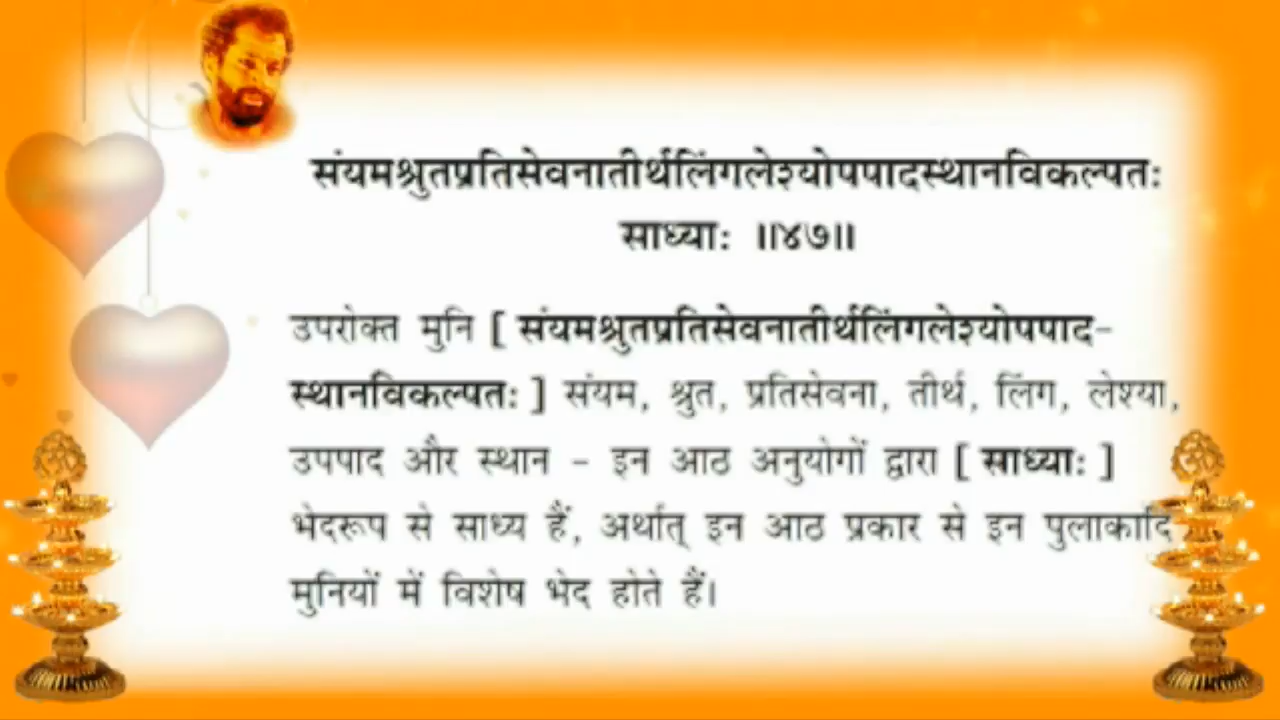 संयमश्रुतप्रतिसेवनातीर्थलिंगलेश्योपपादस्थानविकल्पतः
साध्याः ॥४७॥
उपरोक्त मुनि [ संयमश्रुतप्रतिसेवनातीर्थलिंगलेश्योपपाद-
स्थानविकल्पतः ] संयम, श्रुत, प्रतिसेवना, तीर्थ, लिंग, लेश्या,
उपपाद और स्थान - इन आठ अनुयोगों द्वारा [ साध्याः ]
भेदरूप से साध्य हैं, अर्थात् इन आठ प्रकार से इन पुलाकादि
मुनियों में विशेष भेद होते हैं।